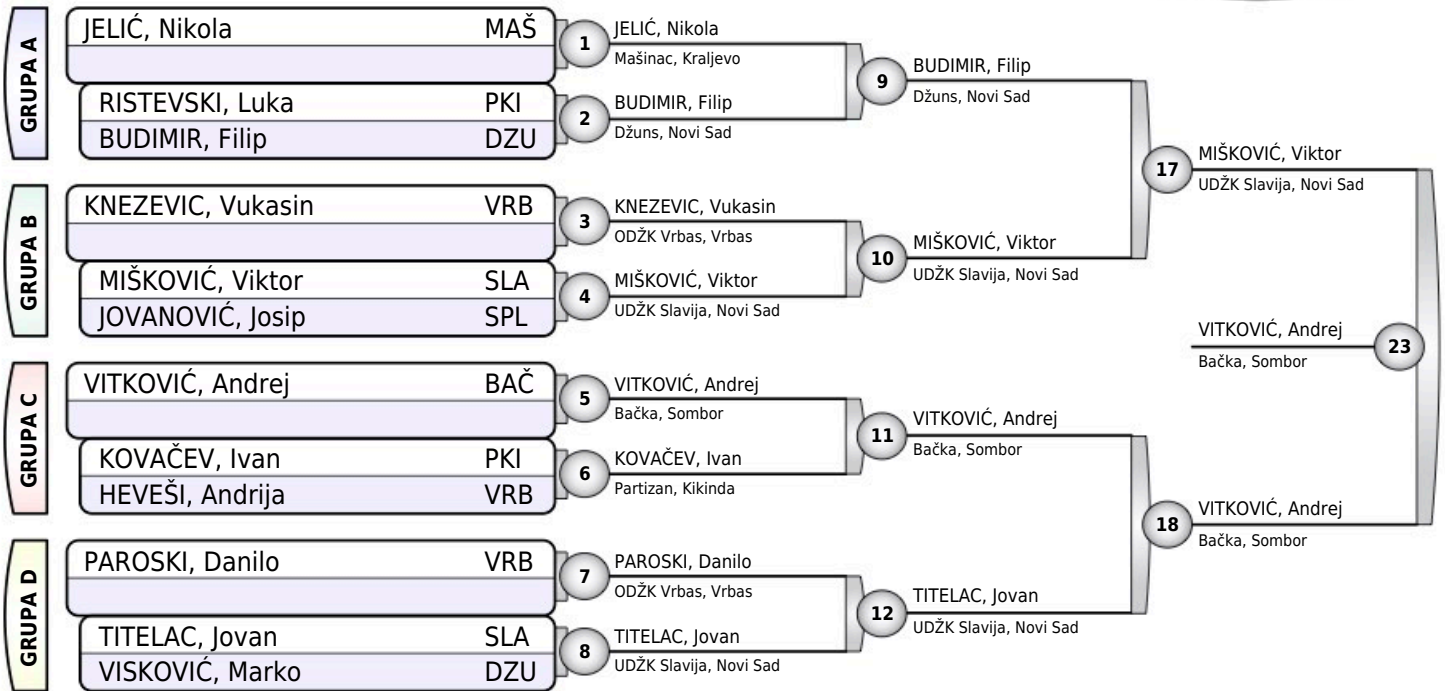 GRUPA A
JELIĆ, Nikola MAŠ
RISTEVSKI, Luka PKI
BUDIMIR, Filip DZU
GRUPA B
KNEZEVIC, Vukasin VRB
MIŠKOVIĆ, Viktor SLA
JOVANOVIĆ, Josip SPL
GRUPA C
VITKOVIĆ, Andrej BAČ
KOVAČEV, Ivan PKI
HEVEŠI, Andrija VRB
GRUPA D
PAROSKI, Danilo VRB
TITELAC, Jovan SLA
VISKOVIĆ, Marko DZU
1
JELIĆ, Nikola
Mašinac, Kraljevo
2
BUDIMIR, Filip
Džuns, Novi Sad
3
KNEZEVIC, Vukasin
ODŽK Vrbas, Vrbas
4
MIŠKOVIĆ, Viktor
UDŽK Slavija, Novi Sad
5
VITKOVIĆ, Andrej
Bačka, Sombor
6
KOVAČEV, Ivan
Partizan, Kikinda
7
PAROSKI, Danilo
ODŽK Vrbas, Vrbas
8
TITELAC, Jovan
UDŽK Slavija, Novi Sad
9
BUDIMIR, Filip
Džuns, Novi Sad
10
MIŠKOVIĆ, Viktor
UDŽK Slavija, Novi Sad
11
VITKOVIĆ, Andrej
Bačka, Sombor
12
TITELAC, Jovan
UDŽK Slavija, Novi Sad
17
MIŠKOVIĆ, Viktor
UDŽK Slavija, Novi Sad
18
VITKOVIĆ, Andrej
Bačka, Sombor
VITKOVIĆ, Andrej
Bačka, Sombor
23